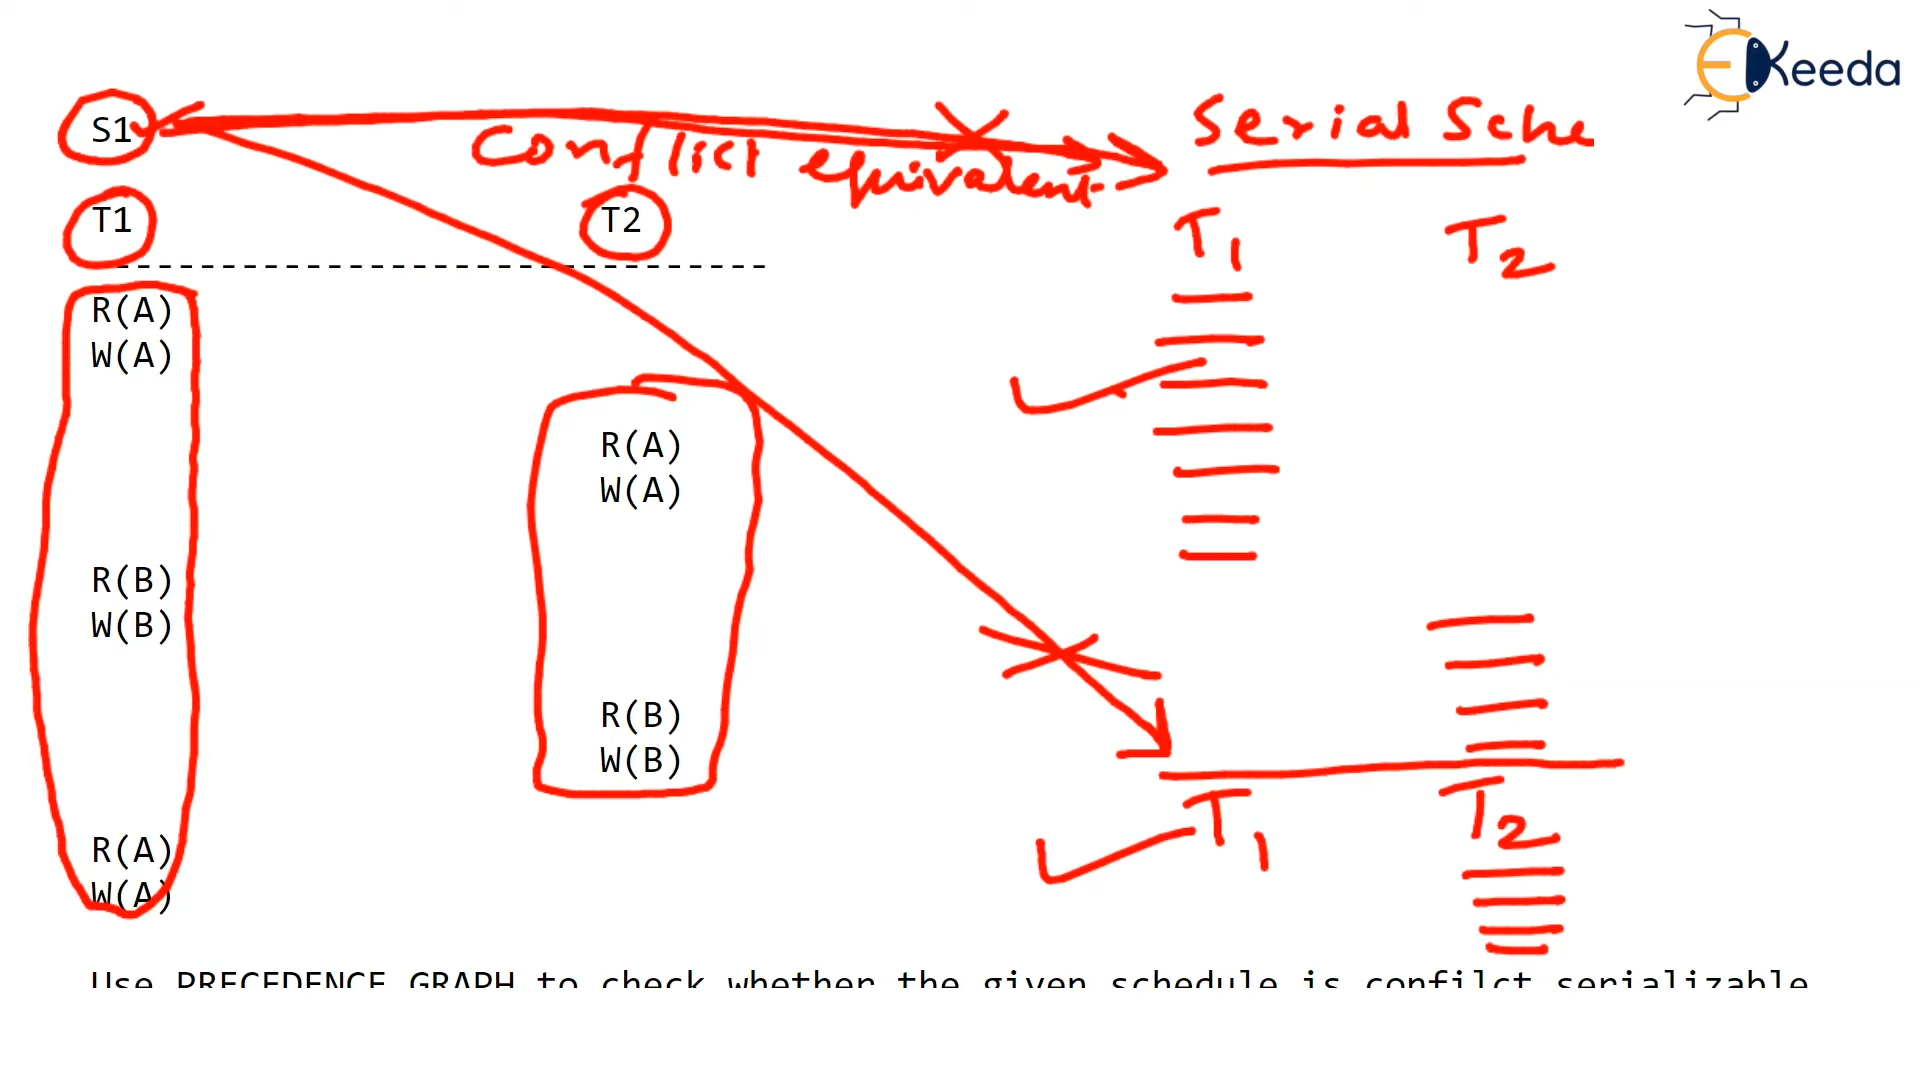 EKeeda
S1
Conflict equivalent
Serial Sche
T1 T2
T1 T2
R(A)
W(A)
R(A)
W(A)
R(B)
W(B)
R(B)
W(B)
T1 T2
R(A)
W(A)
Use PRECEDENCE GRAPH to check whether the given schedule is confilct serializable